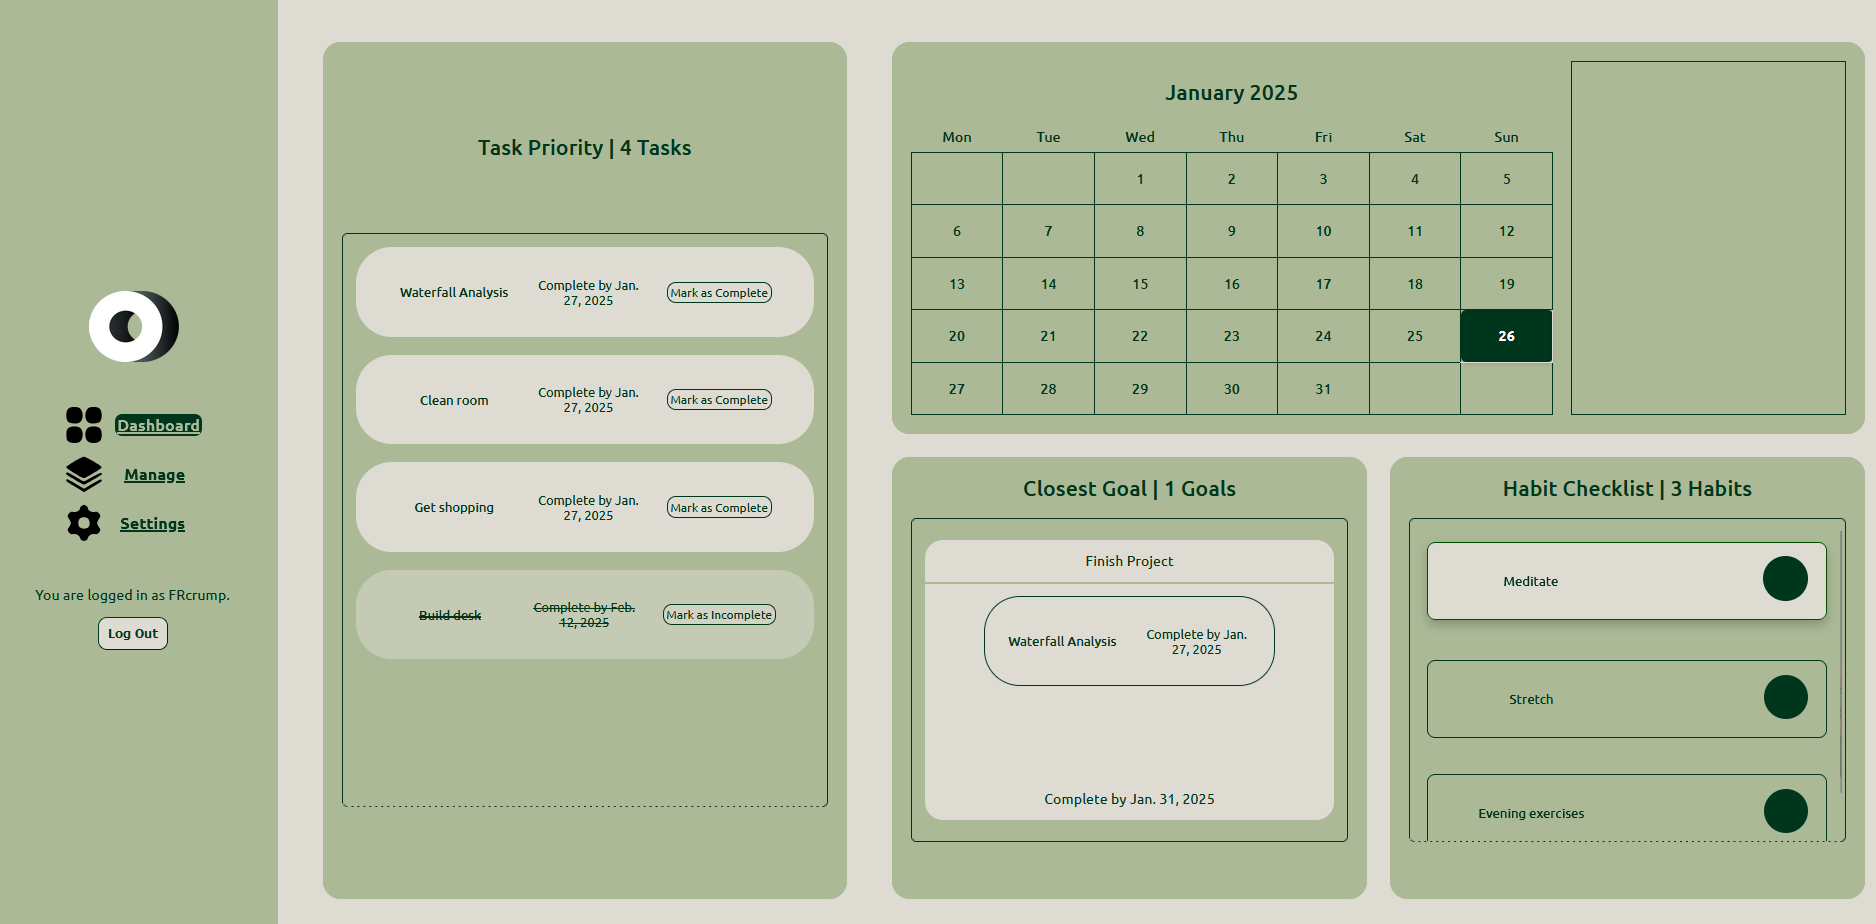 Dashboard
Manage
Settings
You are logged in as FRcrump.
Log Out
Task Priority | 4 Tasks
Waterfall Analysis
Complete by Jan.
27, 2025
Mark as Complete
Clean room
Complete by Jan.
27, 2025
Mark as Complete
Get shopping
Complete by Jan.
27, 2025
Mark as Complete
Build desk
Complete by Feb.
12, 2025
Mark as Incomplete
January 2025
Mon Tue Wed Thu Fri Sat Sun
1 2 3 4 5
6 7 8 9 10 11 12
13 14 15 16 17 18 19
20 21 22 23 24 25 26
27 28 29 30 31
Closest Goal | 1 Goals
Finish Project
Waterfall Analysis
Complete by Jan.
27, 2025
Complete by Jan. 31, 2025
Habit Checklist | 3 Habits
Meditate
Stretch
Evening exercises